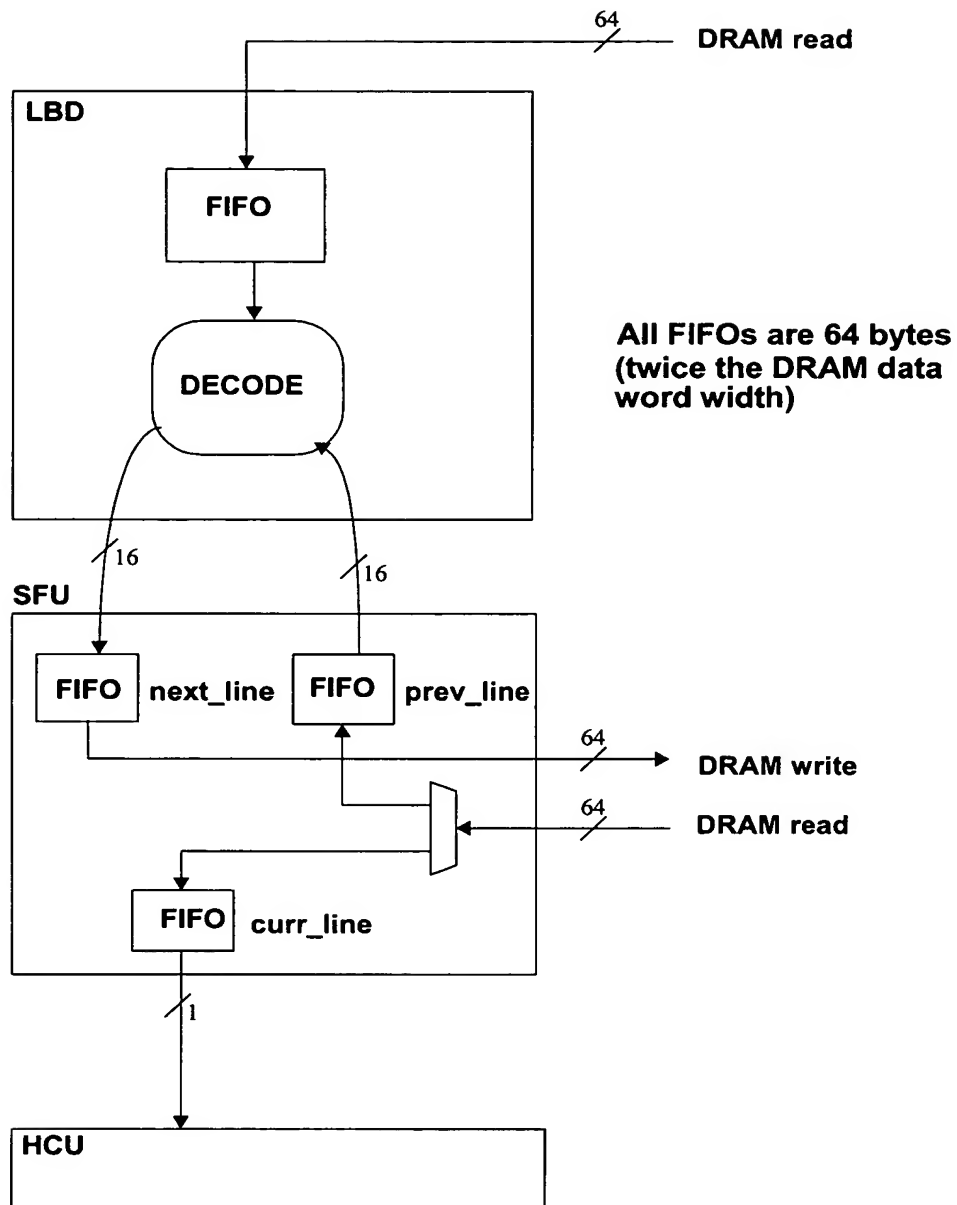 64
DRAM read
LBD
FIFO
DECODE
All FIFOs are 64 bytes
(twice the DRAM data
word width)
16
16
SFU
FIFO
next_line
FIFO
prev_line
64
DRAM write
64
DRAM read
FIFO
curr_line
1
HCU